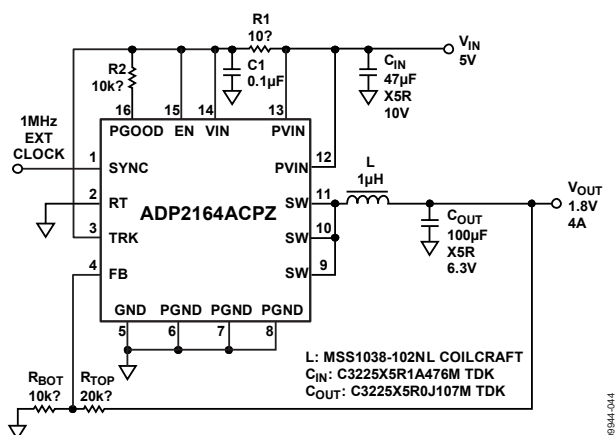 R1
10?
VIN
5V
R2
10k?
C1
0.1µF
CIN
47µF
X5R
10V
16
15
14
13
1MHz
EXT
CLOCK
PGOOD
EN
VIN
PVIN
1
SYNC
PVIN
12
2
RT
ADP2164ACPZ
SW
11
L
1µH
3
TRK
SW
10
4
FB
SW
9
VOUT
1.8V
4A
COUT
100µF
X5R
6.3V
GND
PGND
PGND
PGND
5
6
7
8
RBOT
10k?
RTOP
20k?
L: MSS1038-102NL COILCRAFT
CIN: C3225X5R1A476M TDK
COUT: C3225X5R0J107M TDK
09944-044